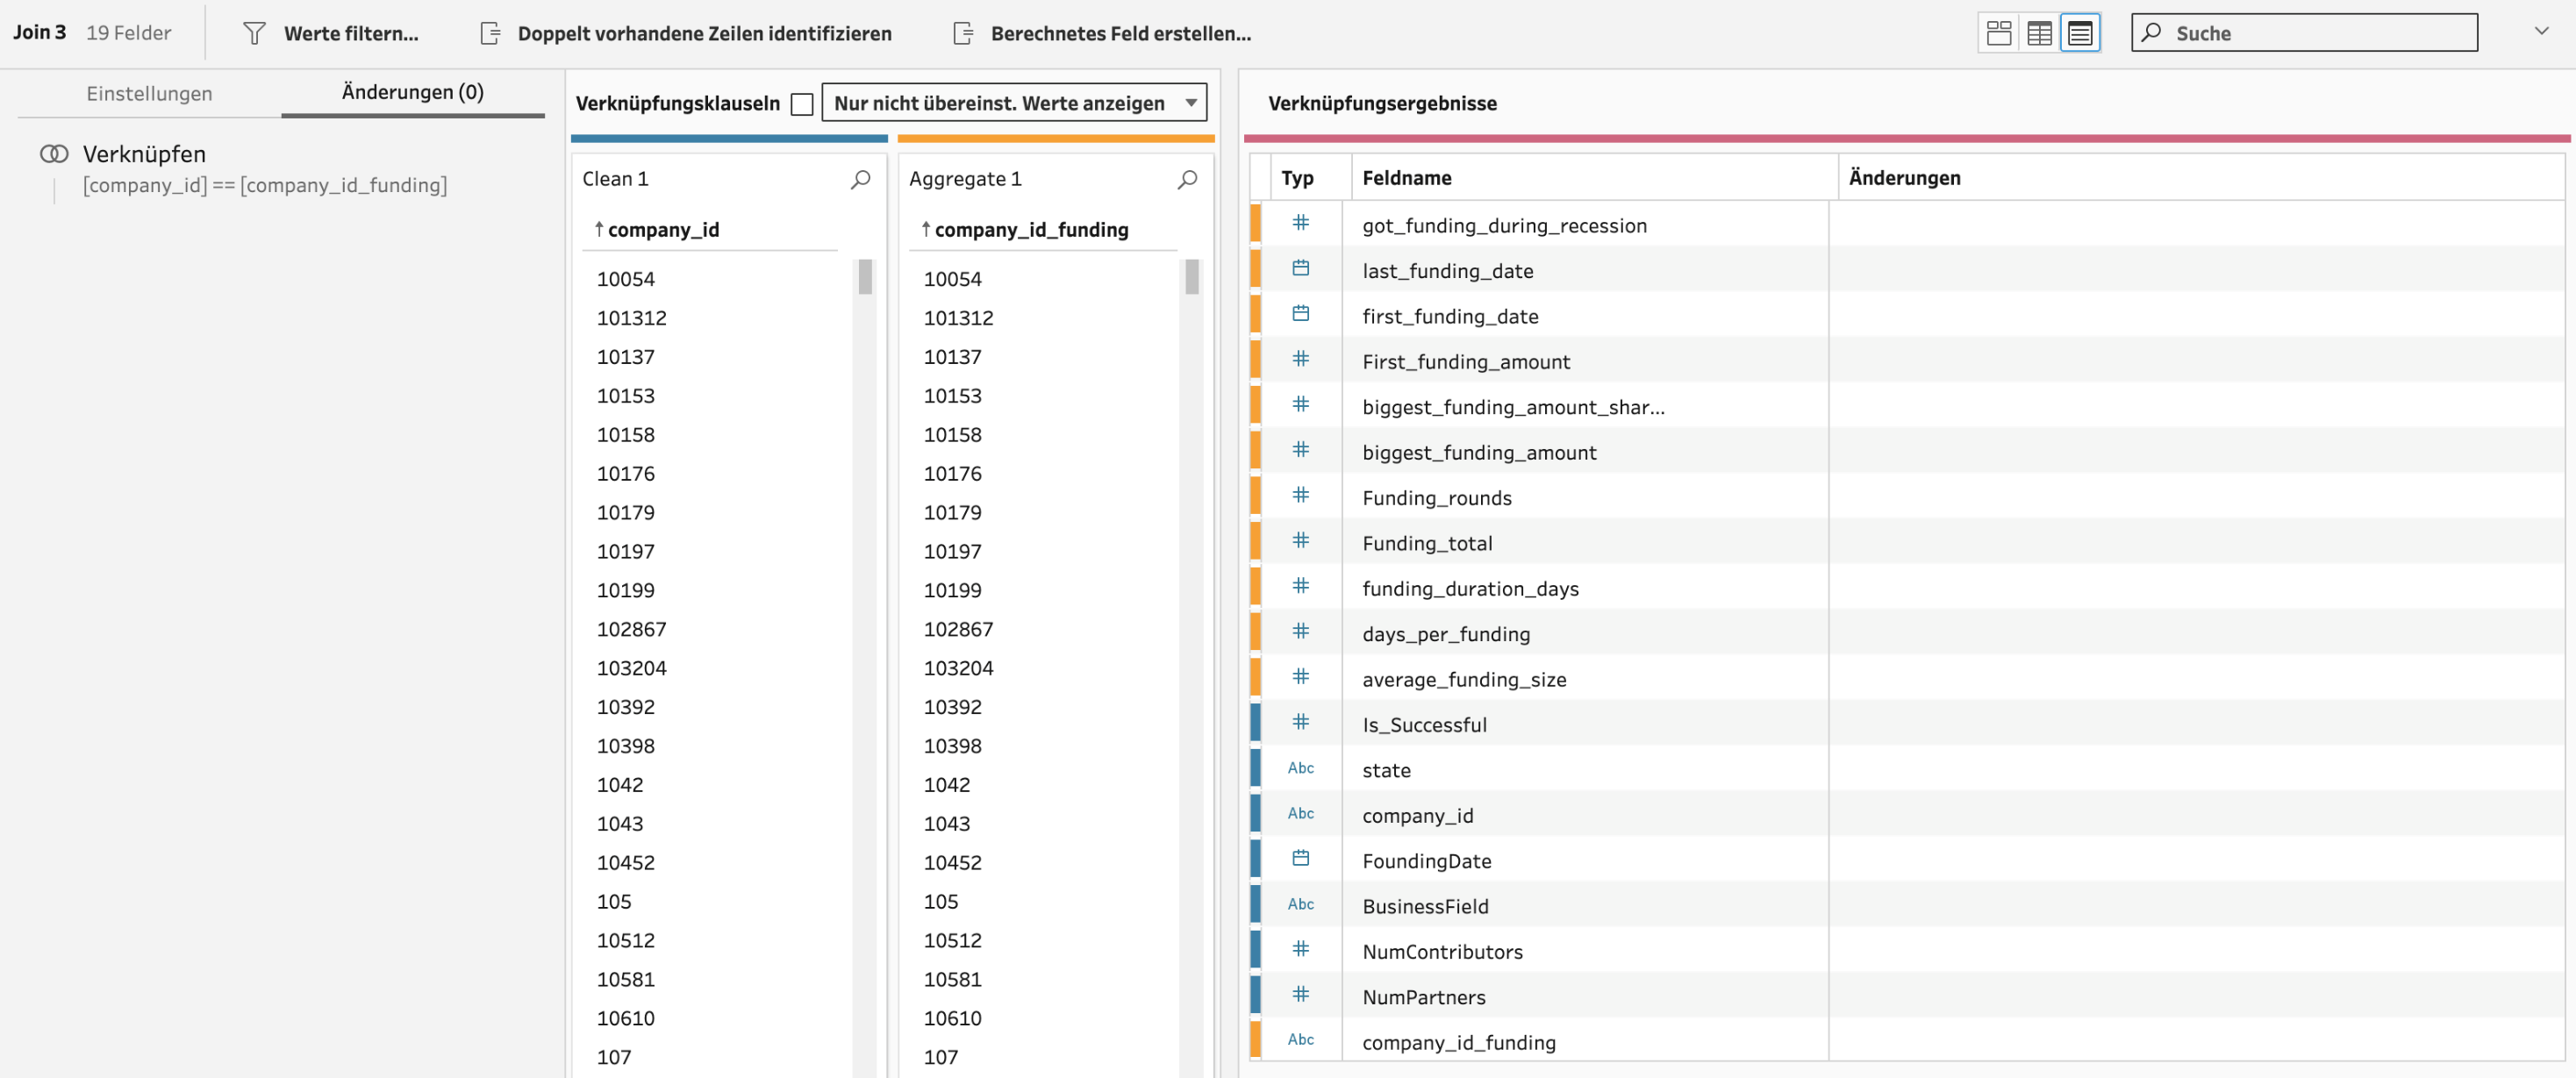 Join 3 19 Felder Werte filtern... Doppelt vorhandene Zeilen identifizieren Berechnetes Feld erstellen... Suche
Einstellungen Änderungen (0)
Verknüpfen
[company_id] == [company_id_funding]
Verknüpfungsklauseln Nur nicht übereinst. Werte anzeigen
Clean 1 Aggregate 1
company_id company_id_funding
10054 10054
101312 101312
10137 10137
10153 10153
10158 10158
10176 10176
10179 10179
10197 10197
10199 10199
102867 102867
103204 103204
10392 10392
10398 10398
1042 1042
1043 1043
10452 10452
105 105
10512 10512
10581 10581
10610 10610
107 107
Verknüpfungsergebnisse
Typ Feldname Änderungen
# got_funding_during_recession
last_funding_date
first_funding_date
# First_funding_amount
# biggest_funding_amount_shar...
# biggest_funding_amount
# Funding_rounds
# Funding_total
# funding_duration_days
# days_per_funding
# average_funding_size
# Is_Successful
Abc state
Abc company_id
FoundingDate
Abc BusinessField
# NumContributors
# NumPartners
Abc company_id_funding